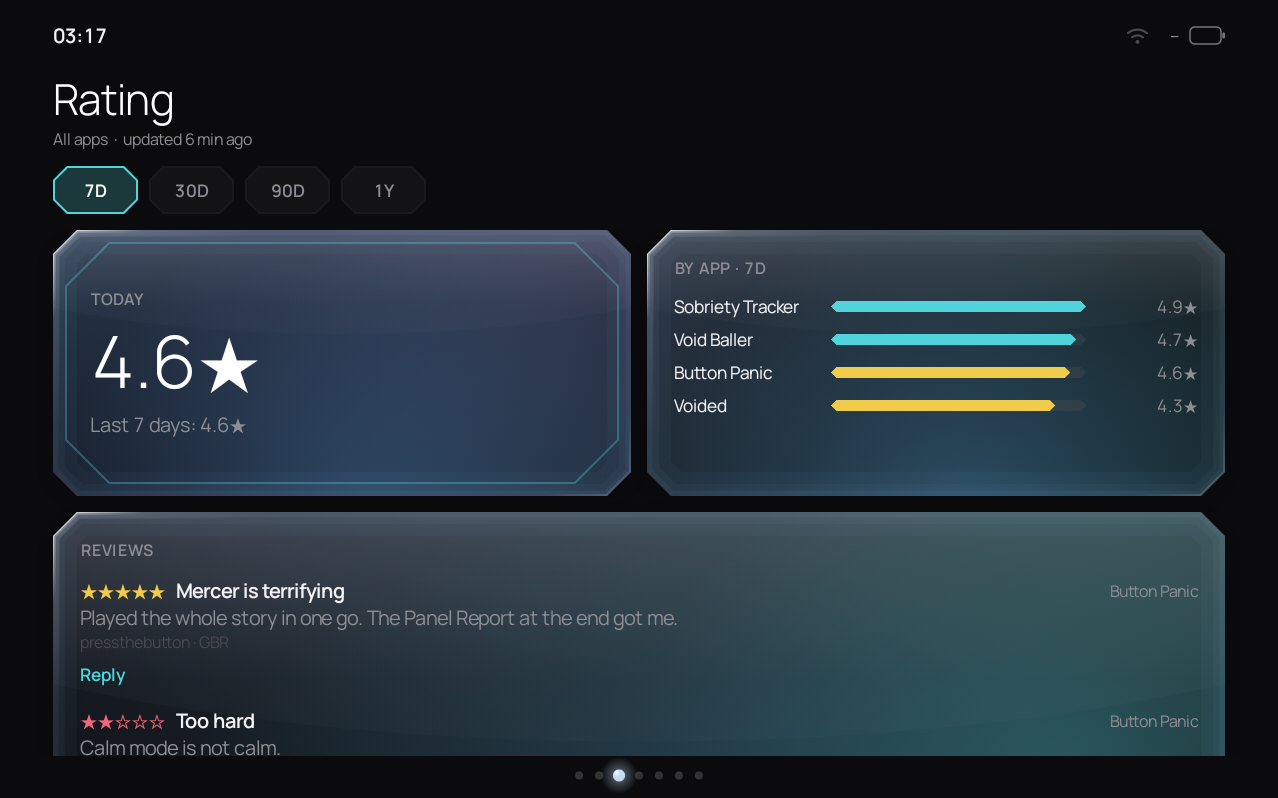 03:17
–
Rating
All apps · updated 6 min ago
7D
30D
90D
1Y
TODAY
4.6★
Last 7 days: 4.6★
BY APP · 7D
Sobriety Tracker 4.9★
Void Baller 4.7★
Button Panic 4.6★
Voided 4.3★
REVIEWS
★★★★★ Mercer is terrifying Button Panic
Played the whole story in one go. The Panel Report at the end got me.
pressthebutton · GBR
Reply
★★☆☆☆ Too hard Button Panic
Calm mode is not calm.